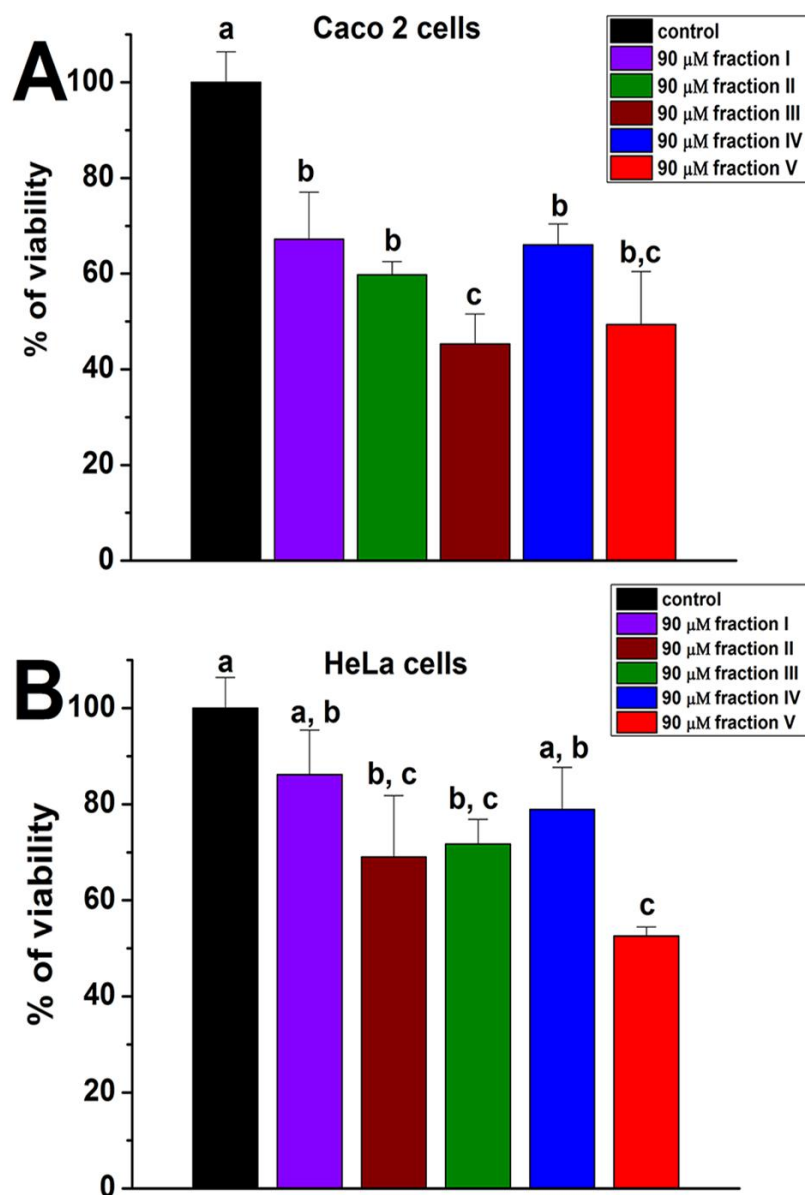 A
Caco 2 cells
control
90 μM fraction I
90 μM fraction II
90 μM fraction III
90 μM fraction IV
90 μM fraction V
% of viability
100
80
60
40
20
0
a
b
b
c
b
b,c
B
HeLa cells
control
90 μM fraction I
90 μM fraction II
90 μM fraction III
90 μM fraction IV
90 μM fraction V
% of viability
100
80
60
40
20
0
a
a, b
b, c
b, c
a, b
c